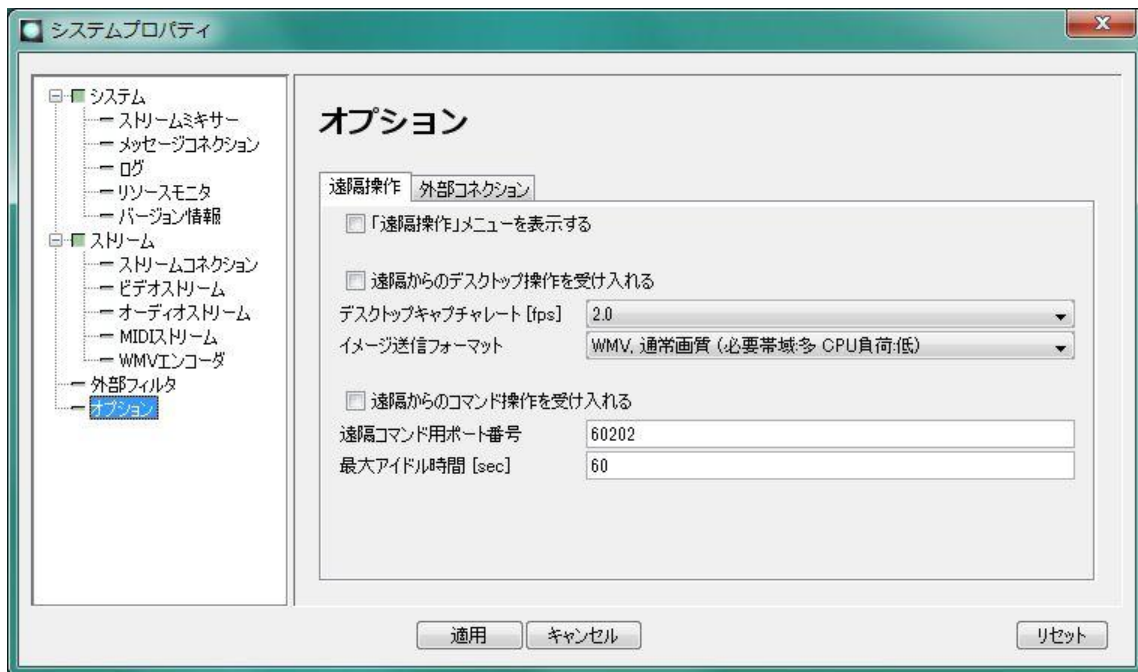 システムプロパティ
システム
ストリームミキサー
メッセージコネクション
ログ
リソースモニタ
バージョン情報
ストリーム
ストリームコネクション
ビデオストリーム
オーディオストリーム
MIDIストリーム
WMVエンコーダ
外部フィルタ
オプション
オプション
遠隔操作 外部コネクション
「遠隔操作」メニューを表示する
遠隔からのデスクトップ操作を受け入れる
デスクトップキャプチャレート [fps] 2.0
イメージ送信フォーマット WMV, 通常画質 (必要帯域:多 CPU負荷:低)
遠隔からのコマンド操作を受け入れる
遠隔コマンド用ポート番号 60202
最大アイドル時間 [sec] 60
適用 キャンセル リセット